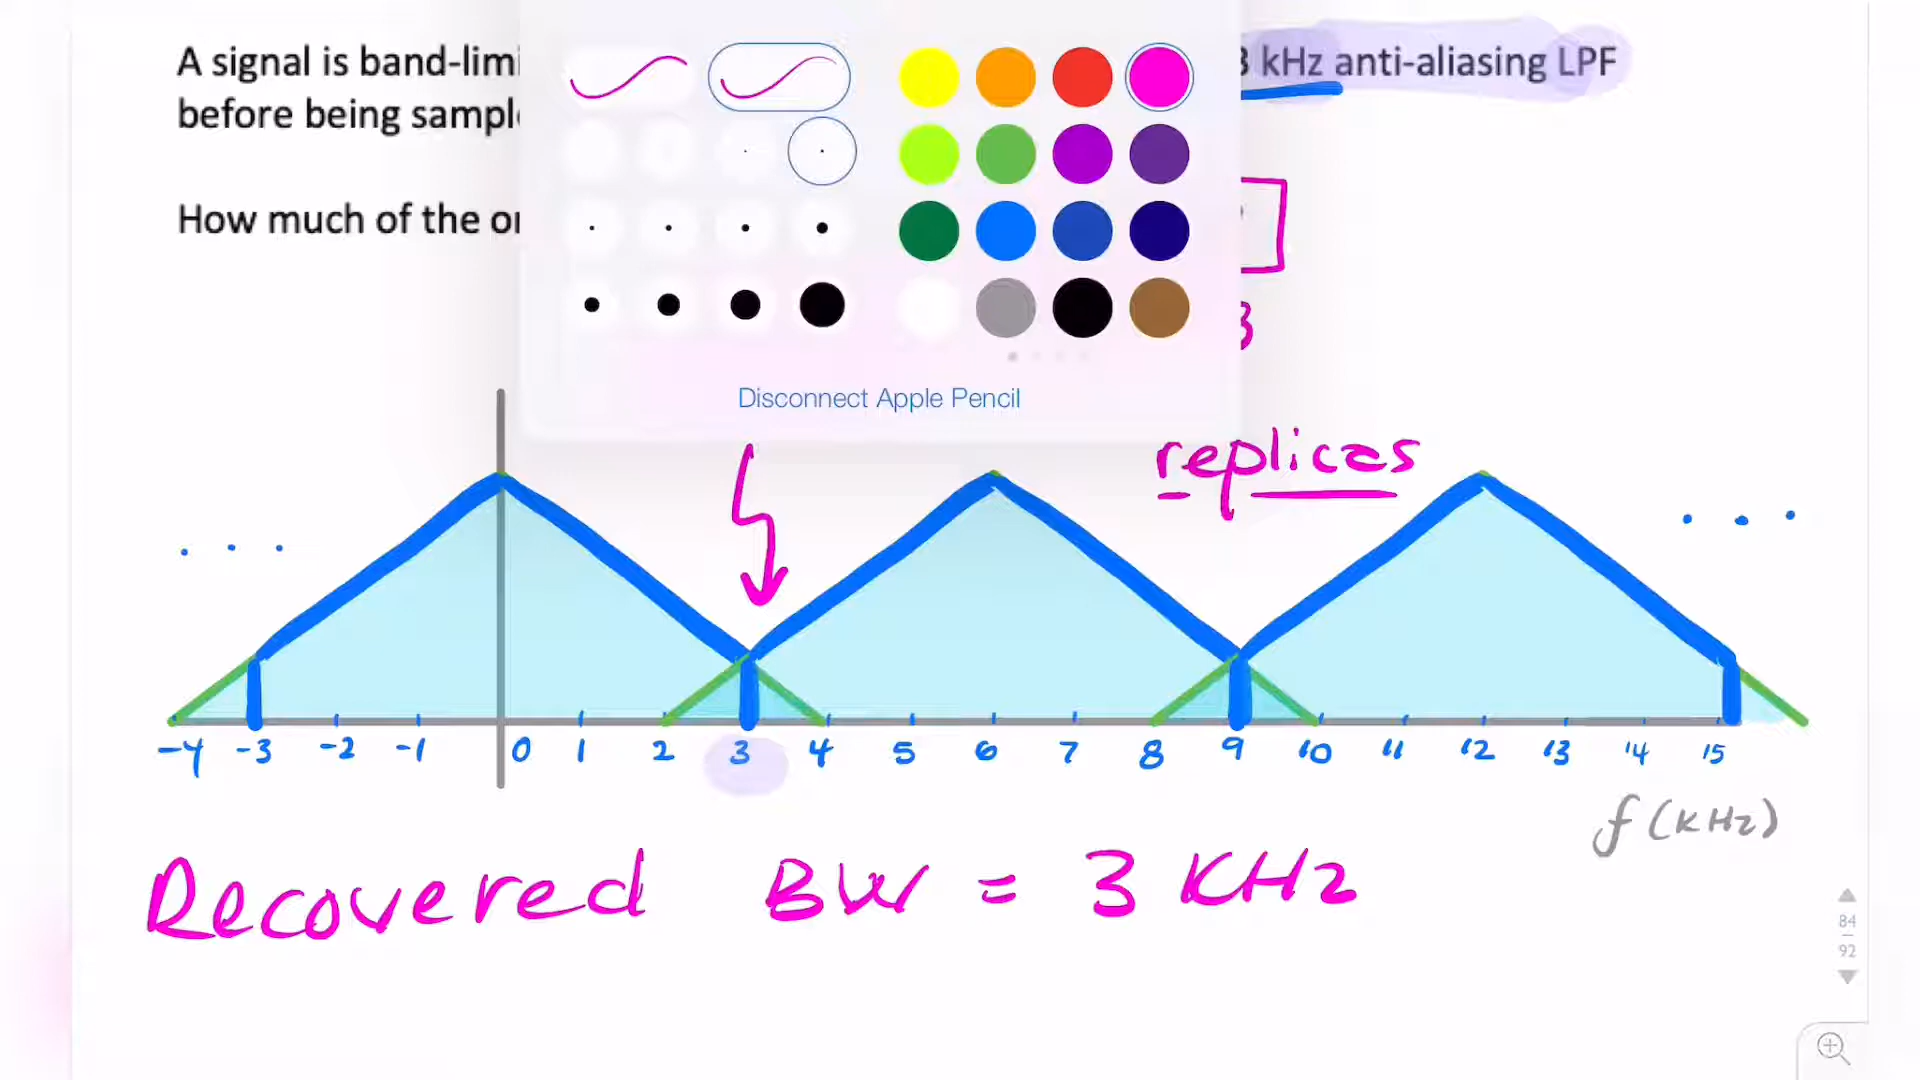 A signal is band-limi
kHz anti-aliasing LPF
before being sampl
How much of the
3
Disconnect Apple Pencil
replicas
. . .
. . .
-4 -3 -2 -1 0 1 2 3 4 5 6 7 8 9 10 11 12 13 14 15
f (kHz)
Recovered BW = 3 KHz
84
92